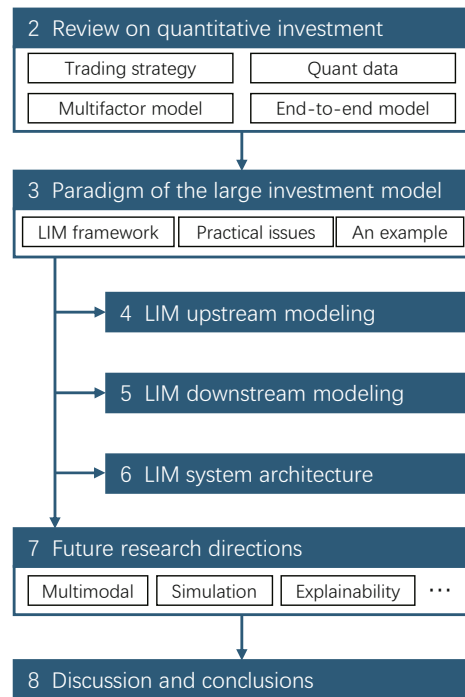 2 Review on quantitative investment
Trading strategy Quant data
Multifactor model End-to-end model
3 Paradigm of the large investment model
LIM framework Practical issues An example
4 LIM upstream modeling
5 LIM downstream modeling
6 LIM system architecture
7 Future research directions
Multimodal Simulation Explainability ...
8 Discussion and conclusions